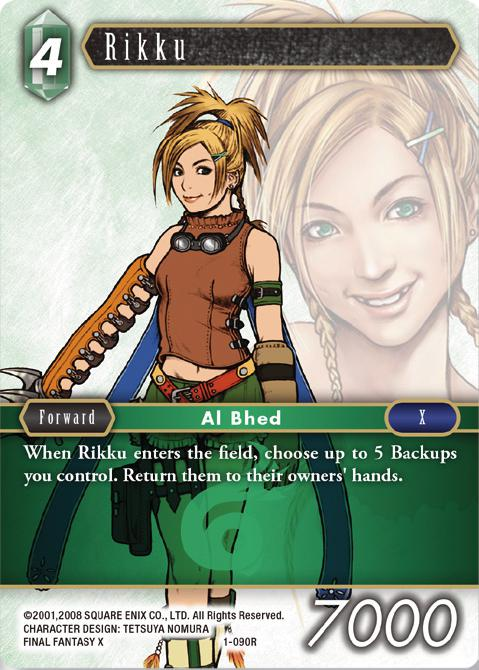 4
Rikku
Forward
Al Bhed
X
When Rikku enters the field, choose up to 5 Backups
you control. Return them to their owners' hands.
©2001,2008 SQUARE ENIX CO., LTD. All Rights Reserved.
CHARACTER DESIGN: TETSUYA NOMURA
FINAL FANTASY X
1-090R
7000